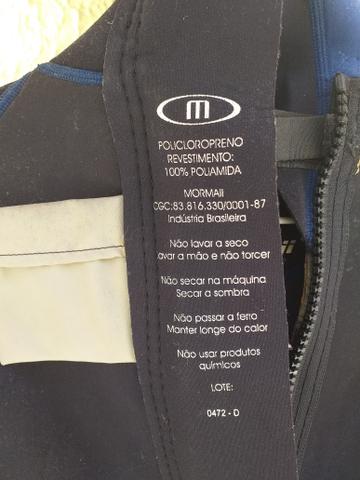 m
POLICLOROPRENO
REVESTIMENTO:
100% POLIAMIDA
MORMAII
CGC:83.816.330/0001-87
Indústria Brasileira
Não lavar a seco
Lavar a mão e não torcer
Não secar na máquina
Secar a sombra
Não passar a ferro
Manter longe do calor
Não usar produtos
químicos
LOTE:
0472 - D